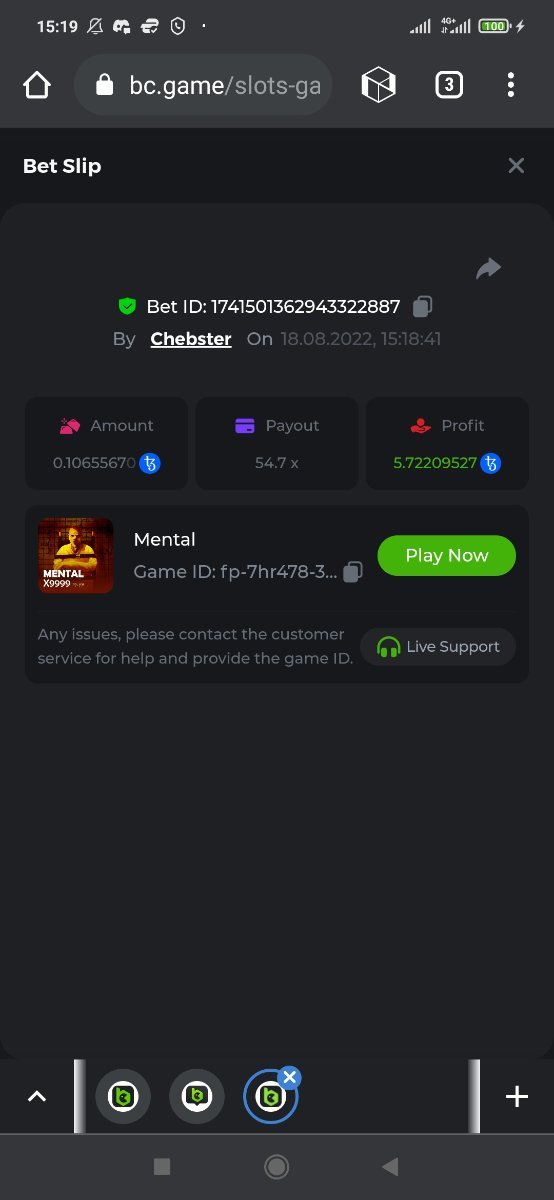 15:19
4G+
100
bc.game/slots-ga
3
Bet Slip
Bet ID: 1741501362943322887
By Chebster On 18.08.2022, 15:18:41
Amount
Payout
Profit
0.10655670
54.7 x
5.72209527
Mental
MENTAL
X9999
Game ID: fp-7hr478-3...
Play Now
Any issues, please contact the customer
service for help and provide the game ID.
Live Support